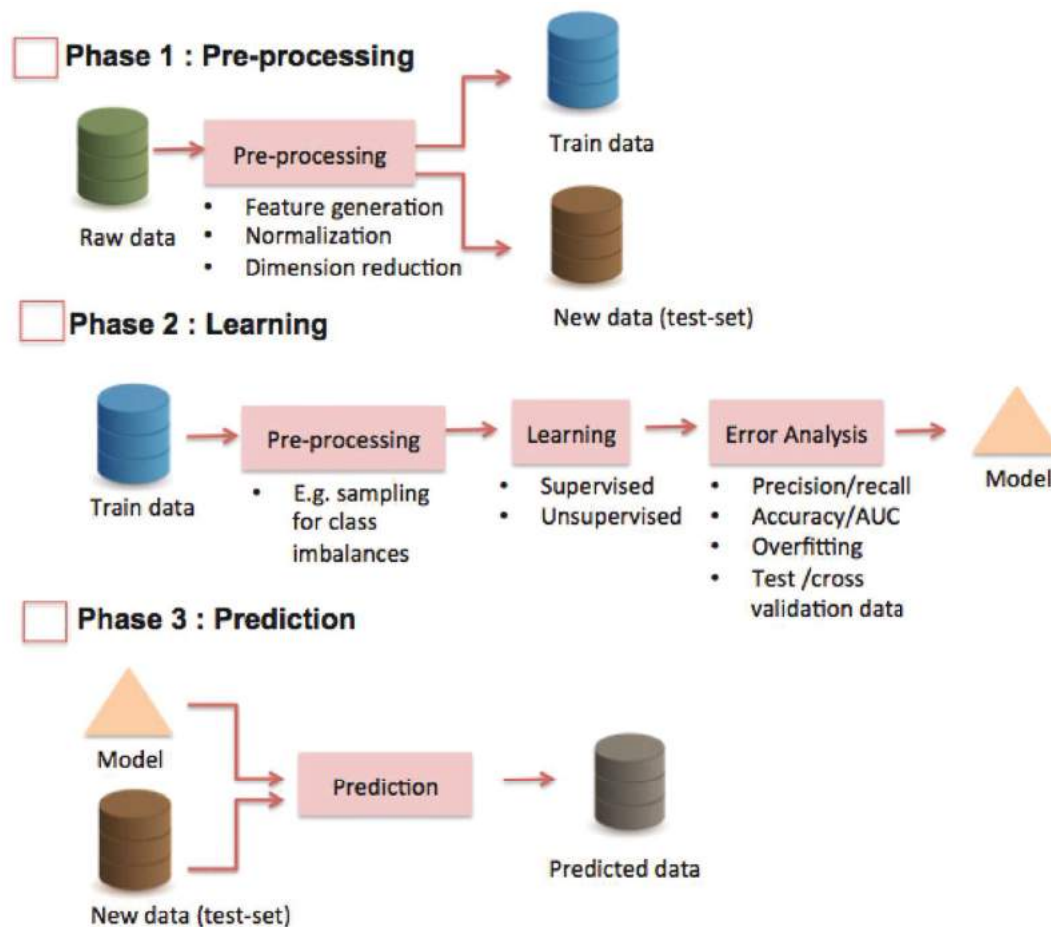 Phase 1 : Pre-processing
Train data
Raw data
Pre-processing
• Feature generation
• Normalization
• Dimension reduction
New data (test-set)
Phase 2 : Learning
Train data
Pre-processing
• E.g. sampling
for class
imbalances
Learning
• Supervised
• Unsupervised
Error Analysis
• Precision/recall
• Accuracy/AUC
• Overfitting
• Test /cross
validation data
Model
Phase 3 : Prediction
Model
New data (test-set)
Prediction
Predicted data